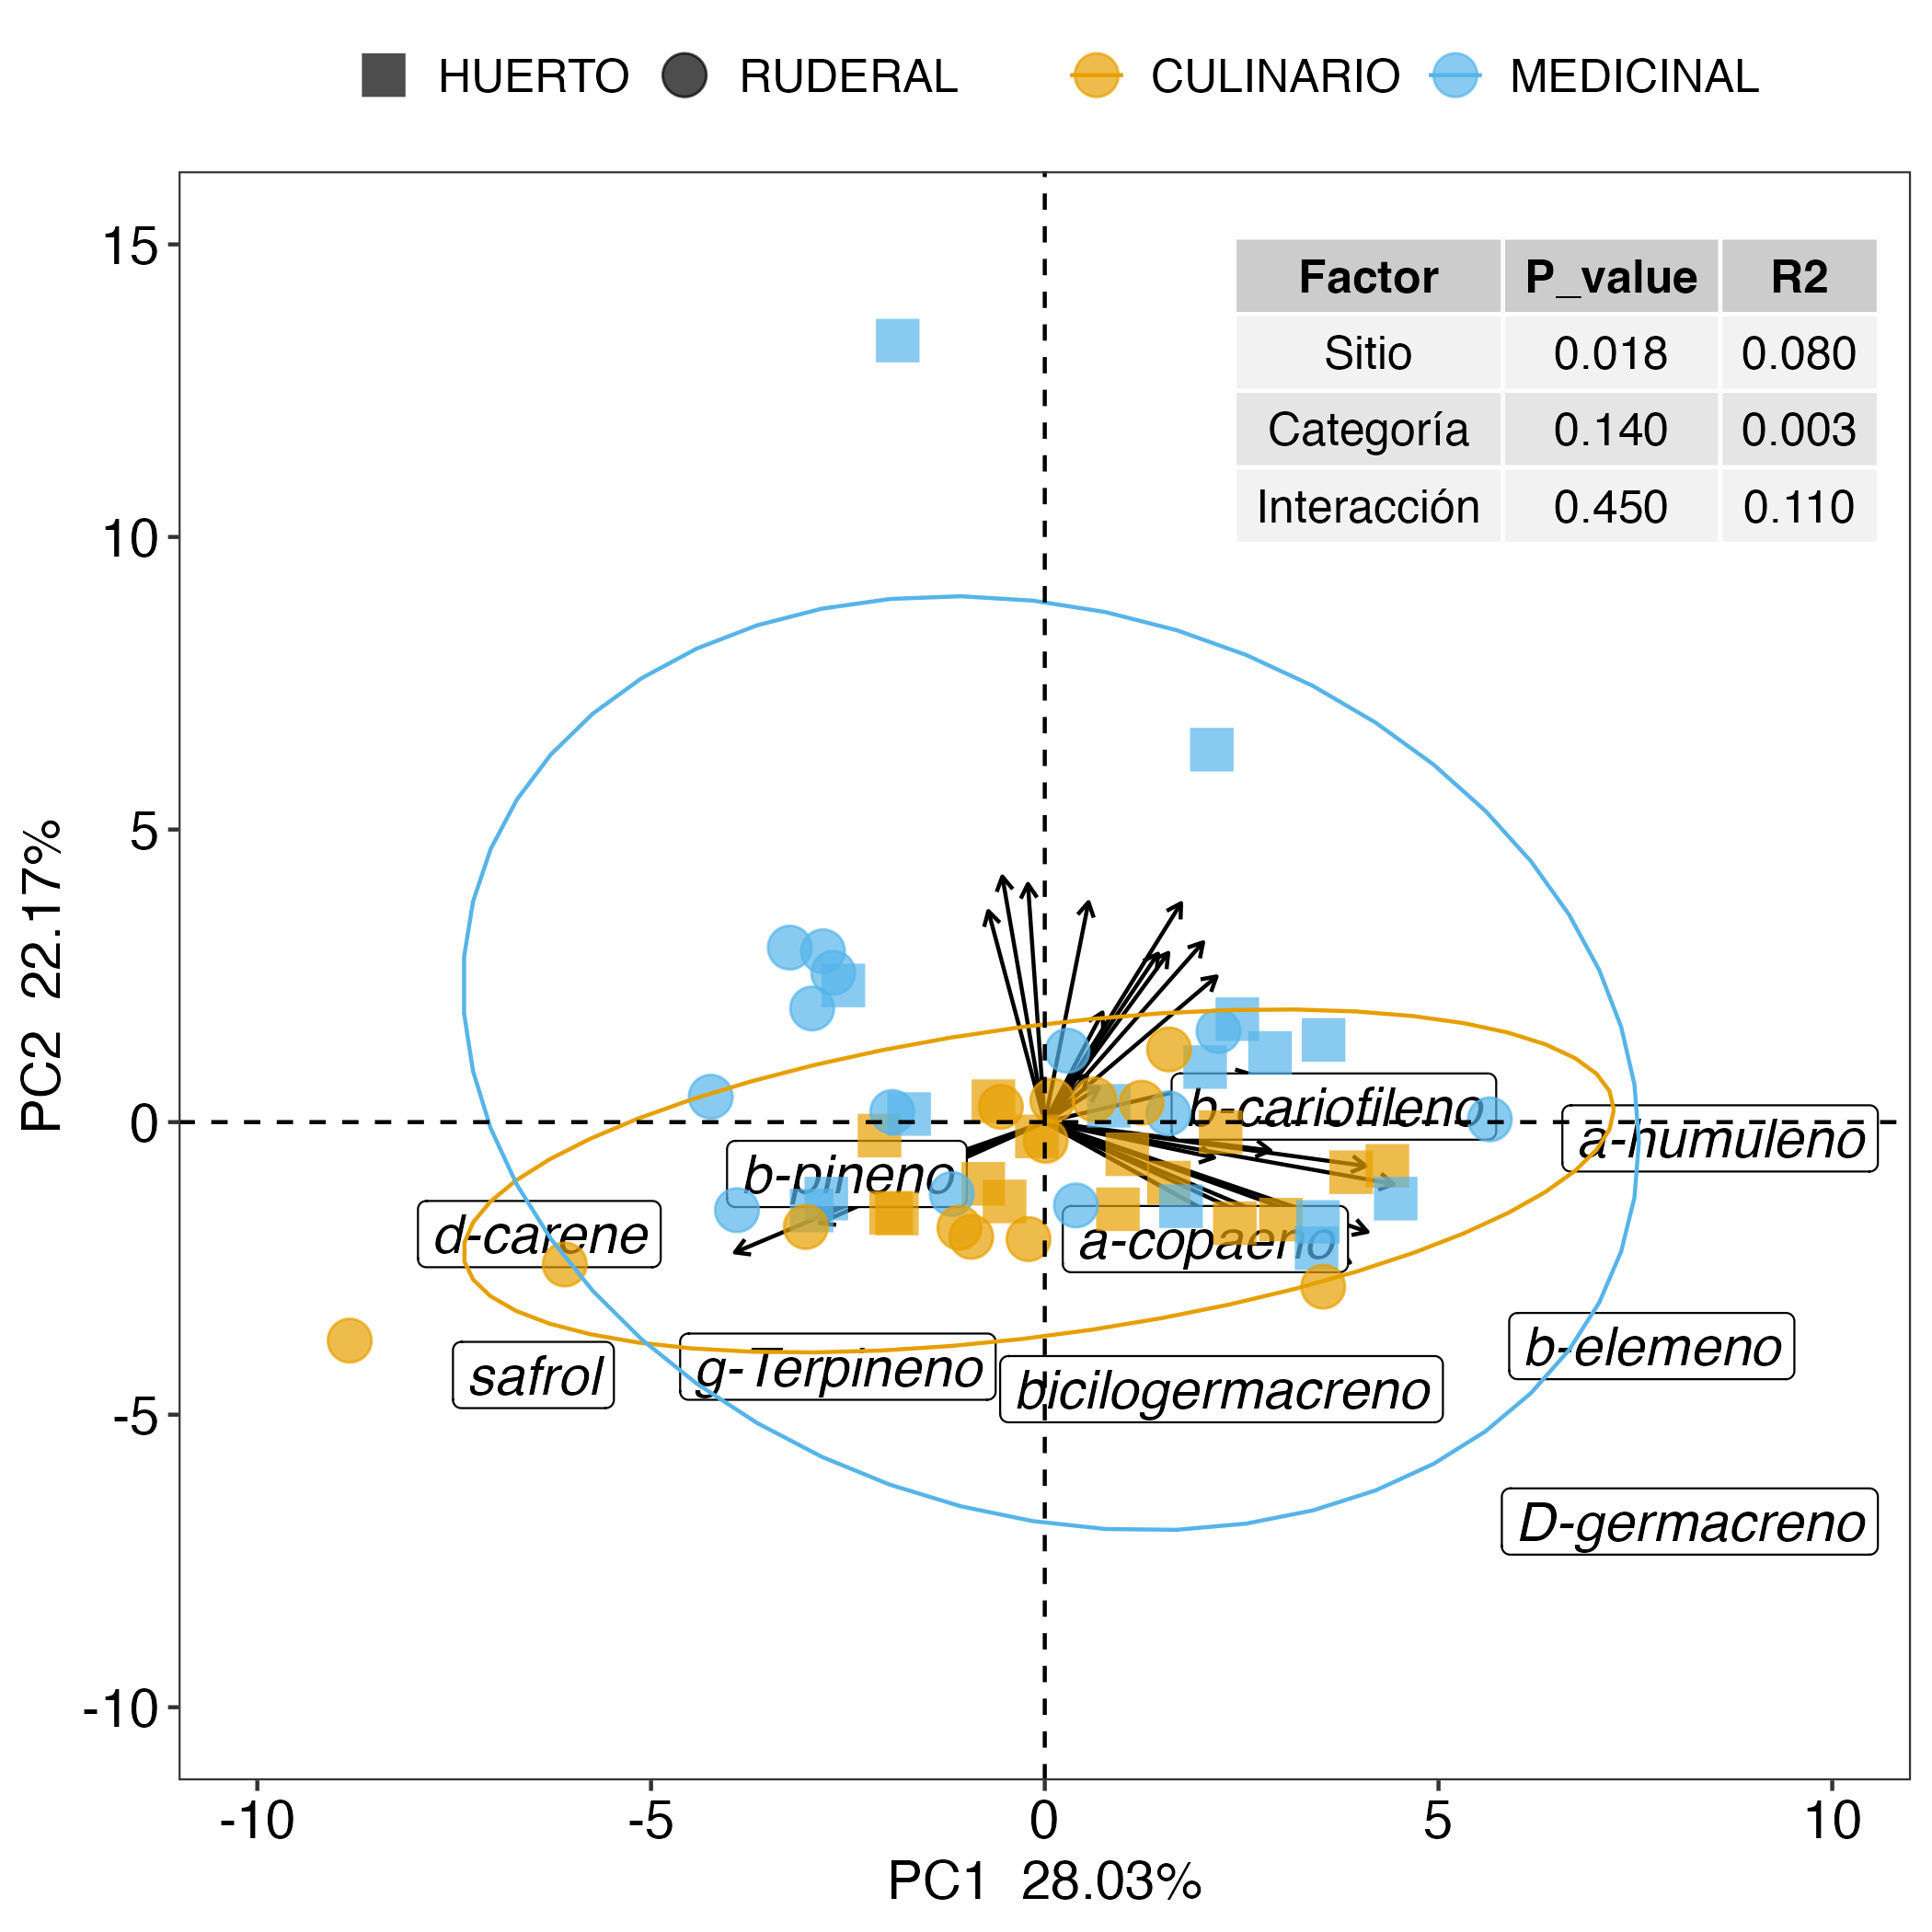 HUERTO RUDERAL CULINARIO MEDICINAL
Factor P_value R2
Sitio 0.018 0.080
Categoría 0.140 0.003
Interacción 0.450 0.110
15
10
5
0
-5
-10
PC2 22.17%
b-cariofileno
a-humuleno
b-pineno
d-carene
a-copaeno
b-elemeno
safrol
g-Terpineno
bicilogermacreno
D-germacreno
-10 -5 0 5 10
PC1 28.03%